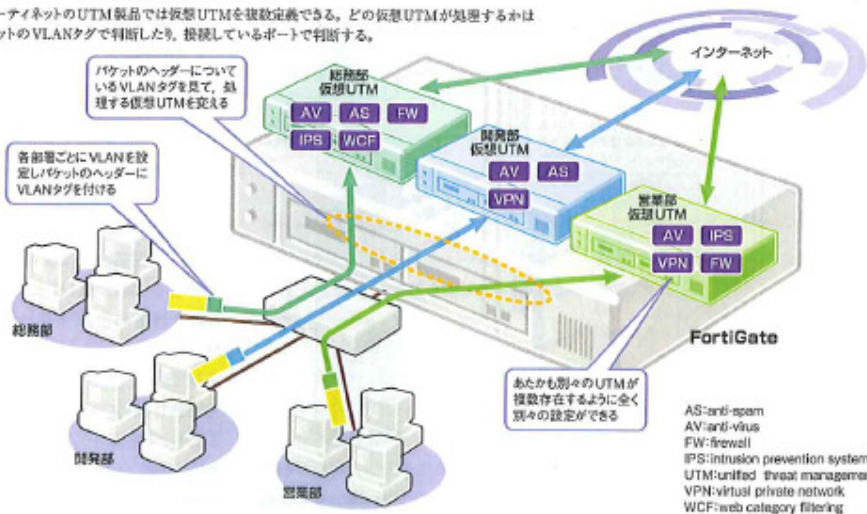 ーティネットのUTM製品では仮想UTMを複数定義できる。どの仮想UTMが処理するかは
ットのVLANタグで判断したり、接続しているポートで判断する。
インターネット
パケットのヘッダーについて
いるVLANタグを見て、処
理する仮想UTMを変える
総務部
仮想UTM
AV AS FW
IPS WCF
開発部
仮想UTM
AV AS
VPN
各部署ごとにVLANを設
定しパケットのヘッダーに
VLANタグを付ける
営業部
仮想UTM
AV IPS
VPN FW
総務部
FortiGate
あたかも別々のUTMが
複数存在するように全く
別々の設定ができる
開発部
営業部
AS:anti-spam
AV:anti-virus
FW:firewall
IPS:intrusion prevention system
UTM:unified threat manageme
VPN:virtual private network
WCF:web category filtering